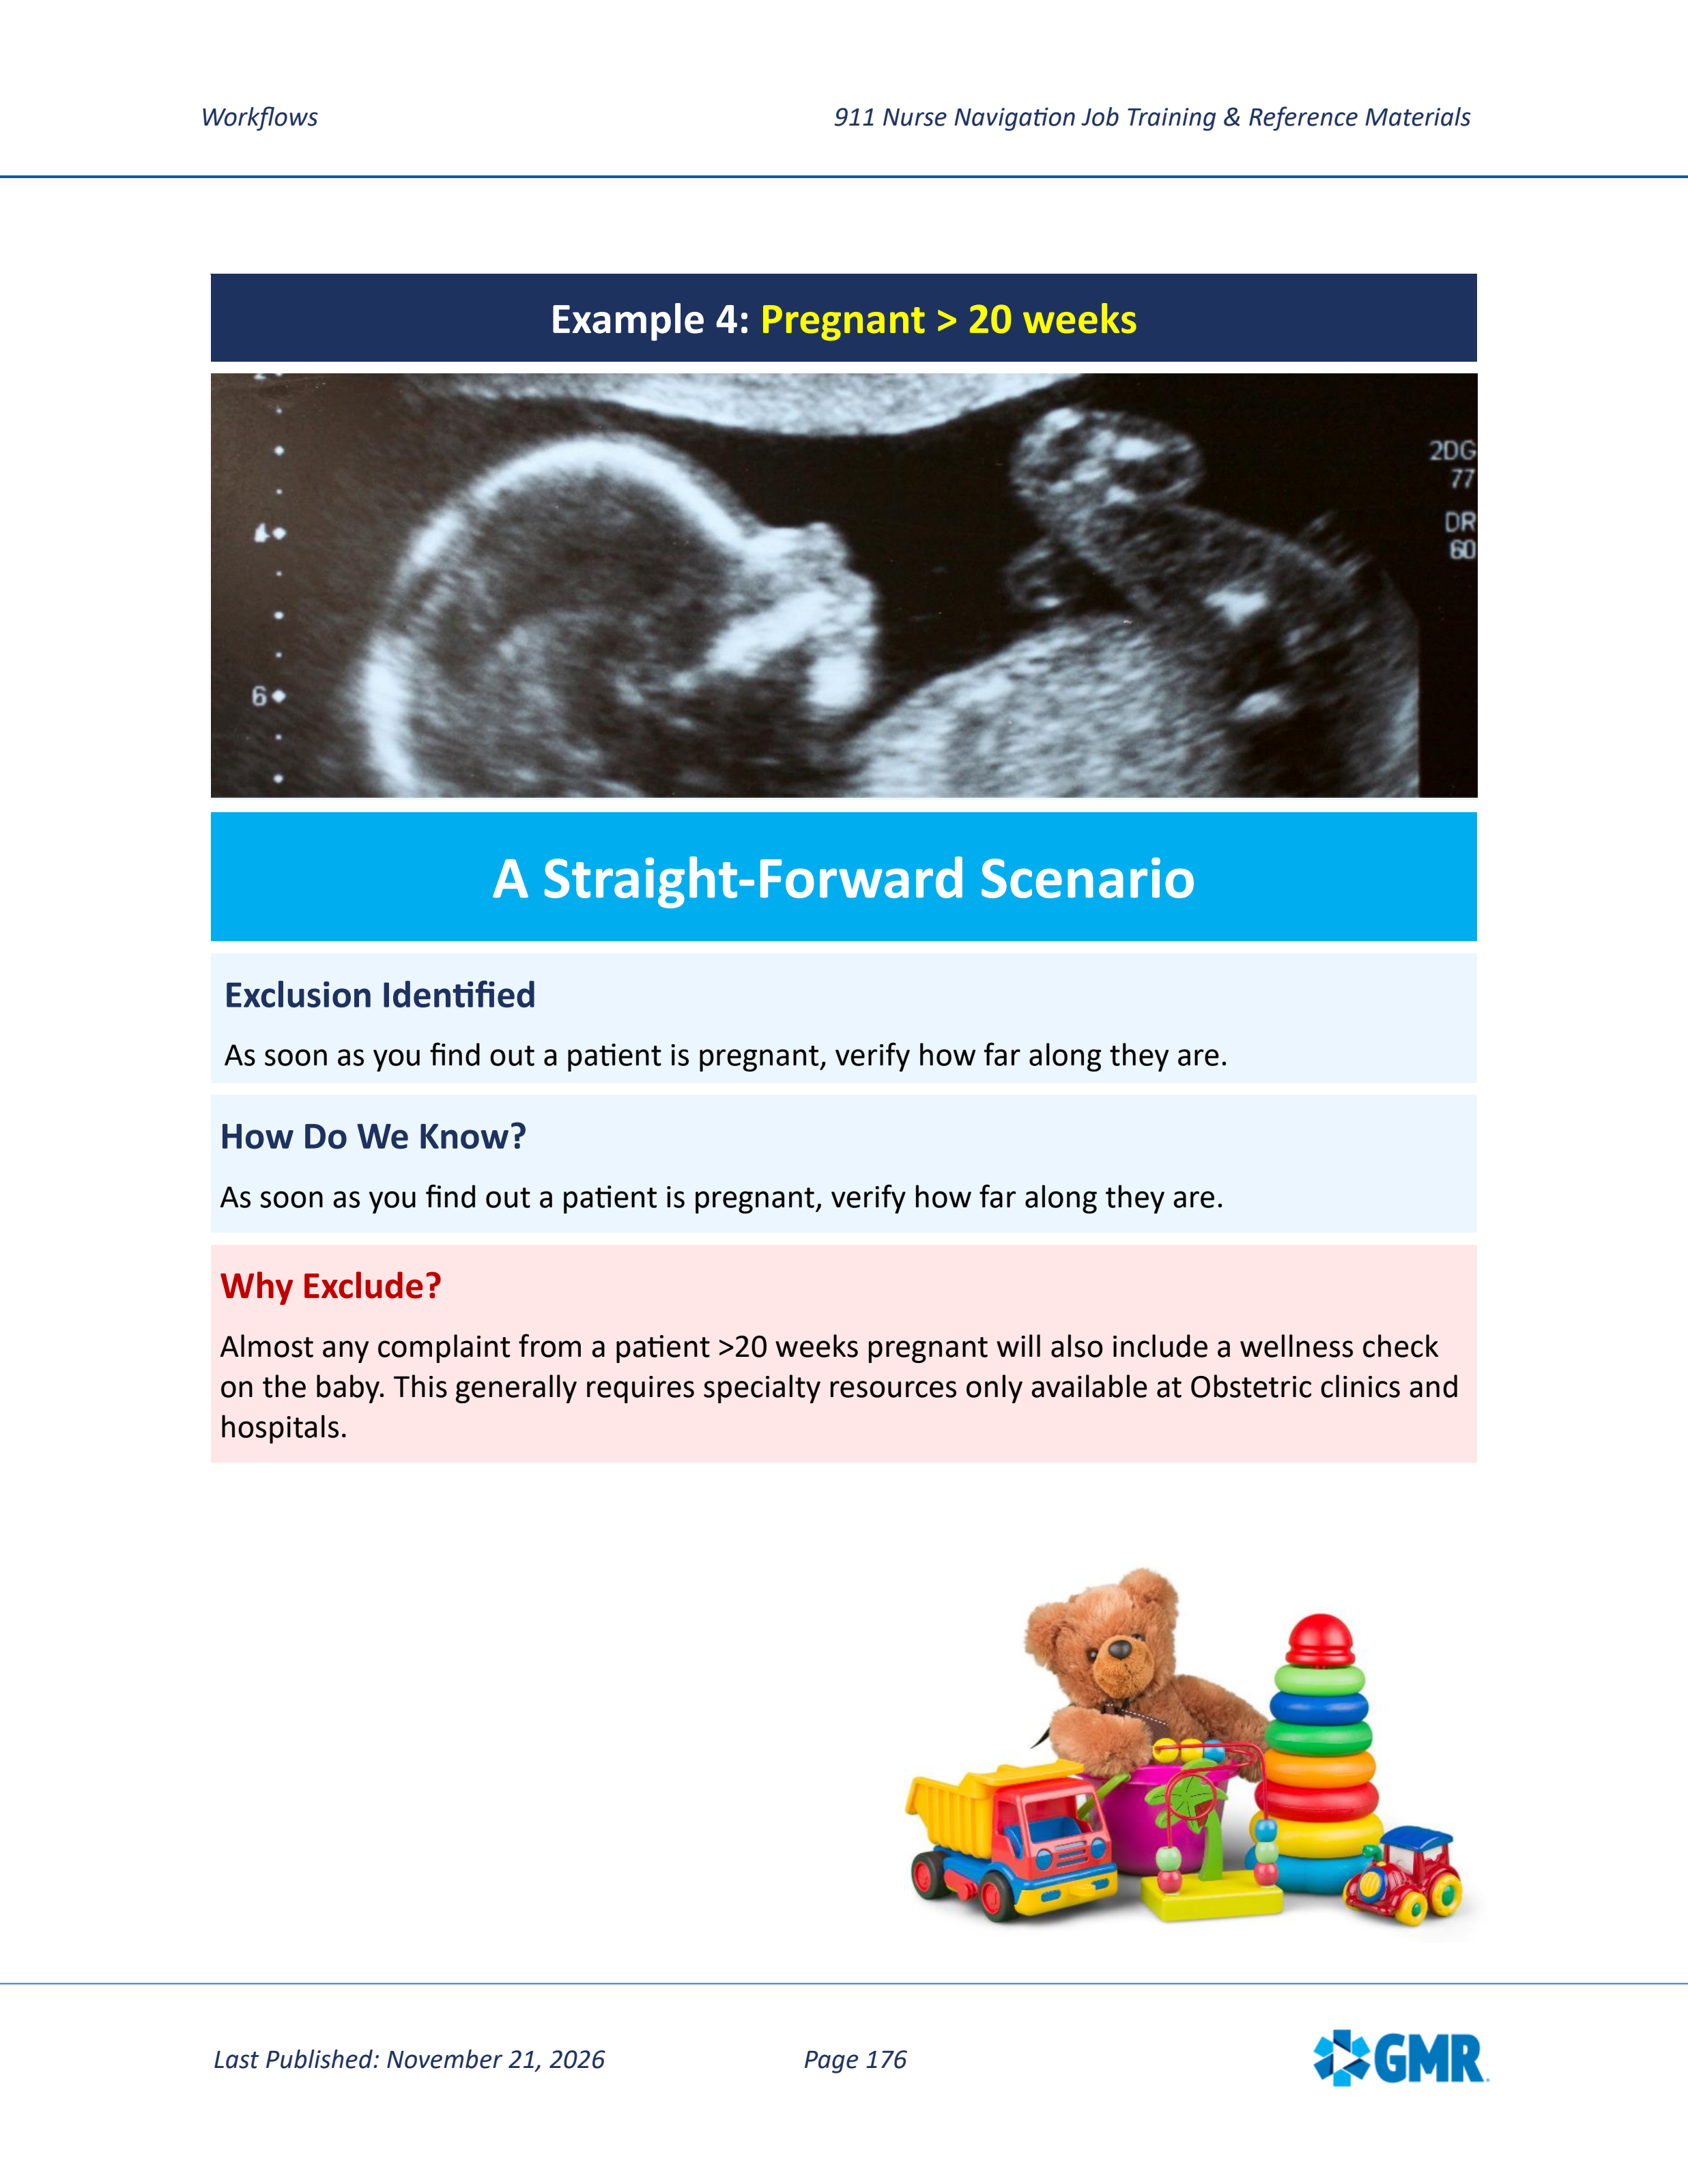 Workflows
911 Nurse Navigation Job Training & Reference Materials
Example 4: Pregnant > 20 weeks
2DG
77
DR
60
4
6
A Straight-Forward Scenario
Exclusion Identified
As soon as you find out a patient is pregnant, verify how far along they are.
How Do We Know?
As soon as you find out a patient is pregnant, verify how far along they are.
Why Exclude?
Almost any complaint from a patient >20 weeks pregnant will also include a wellness check
on the baby. This generally requires specialty resources only available at Obstetric clinics and
hospitals.
Last Published: November 21, 2026
Page 176
GMR